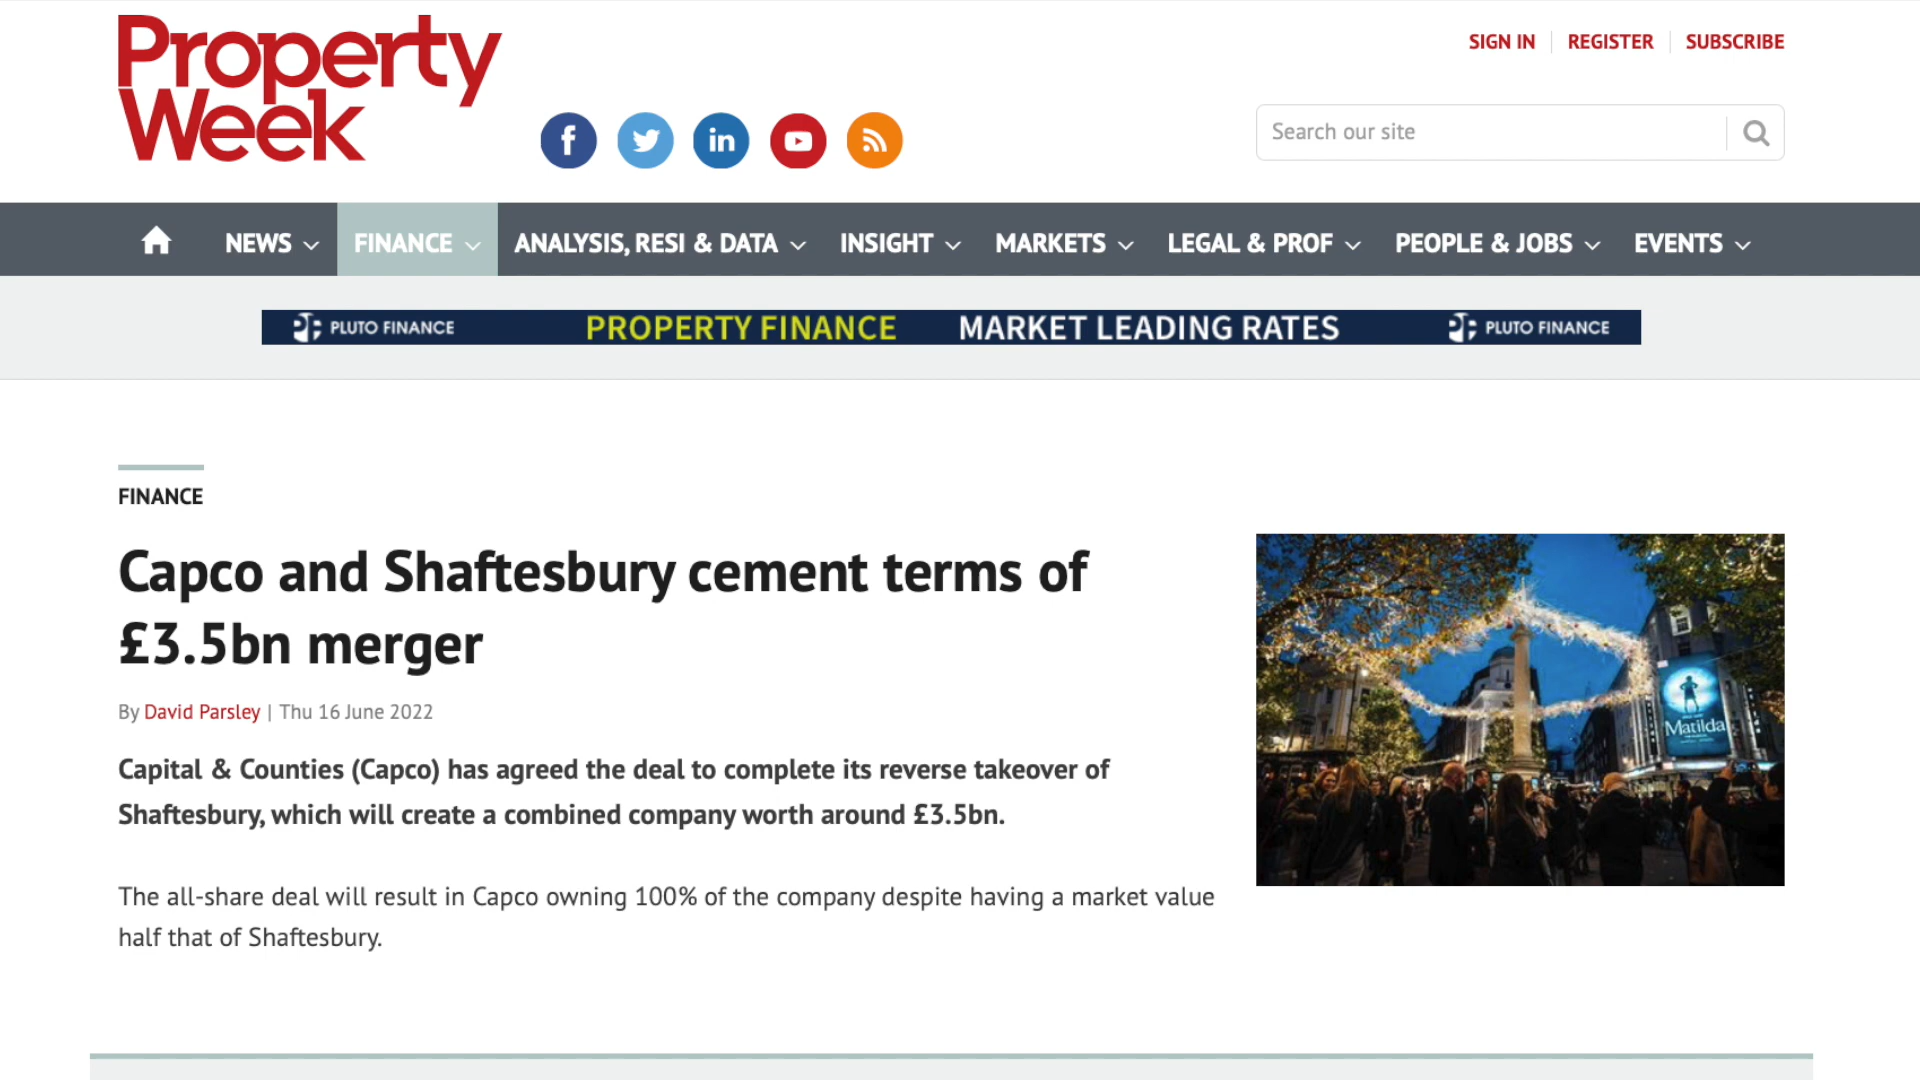 Property
Week
SIGN IN
REGISTER
SUBSCRIBE
Search our site
NEWS
FINANCE
ANALYSIS, RESI & DATA
INSIGHT
MARKETS
LEGAL & PROF
PEOPLE & JOBS
EVENTS
PLUTO FINANCE
PROPERTY FINANCE
MARKET LEADING RATES
PLUTO FINANCE
FINANCE
Capco and Shaftesbury cement terms of
£3.5bn merger
By David Parsley | Thu 16 June 2022
Capital & Counties (Capco) has agreed the deal to complete its reverse takeover of
Shaftesbury, which will create a combined company worth around £3.5bn.
The all-share deal will result in Capco owning 100% of the company despite having a market value
half that of Shaftesbury.
Matilda